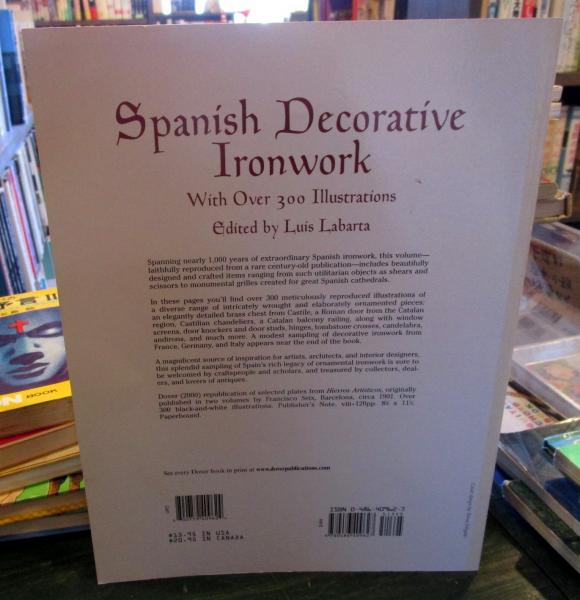 Spanish Decorative
Ironwork
With Over 300 Illustrations
Edited by Luis Labarta
Spanning nearly 1,000 years of extraordinary Spanish ironwork, this volume—
faithfully reproduced from a rare century-old publication—includes beautifully
designed and crafted items ranging from such utilitarian objects as shears and
scissors to monumental grilles created for great Spanish cathedrals.
In these pages you'll find over 300 meticulously reproduced illustrations of
a diverse range of intricately wrought and elaborately ornamented pieces:
an elegantly detailed brass chest from Castile, a Roman door from the Catalan
region, Castilian chandeliers, a Catalan balcony railing, along with window
screens, door knockers and door studs, hinges, tombstone crosses, candelabra,
andirons, and much more. A modest sampling of decorative ironwork from
France, Germany, and Italy appears near the end of the book.
A magnificent source of inspiration for artists, architects, and interior designers,
this splendid sampling of Spain's rich legacy of ornamental ironwork is sure to
be welcomed by craftspeople and scholars, and treasured by collectors, deal-
ers, and lovers of antiques.
Dover (2000) republication of selected plates from Hierros Artísticos, originally
published in two volumes by Francisco Seix, Barcelona, circa 1901. Over
300 black-and-white illustrations. Publisher's Note. viii+120pp.
Paperbound.
See every Dover book in print at www.doverpublications.com
ISBN 0-486-40962-7
$13.95 IN USA
$20.95 IN CANADA
BOOK